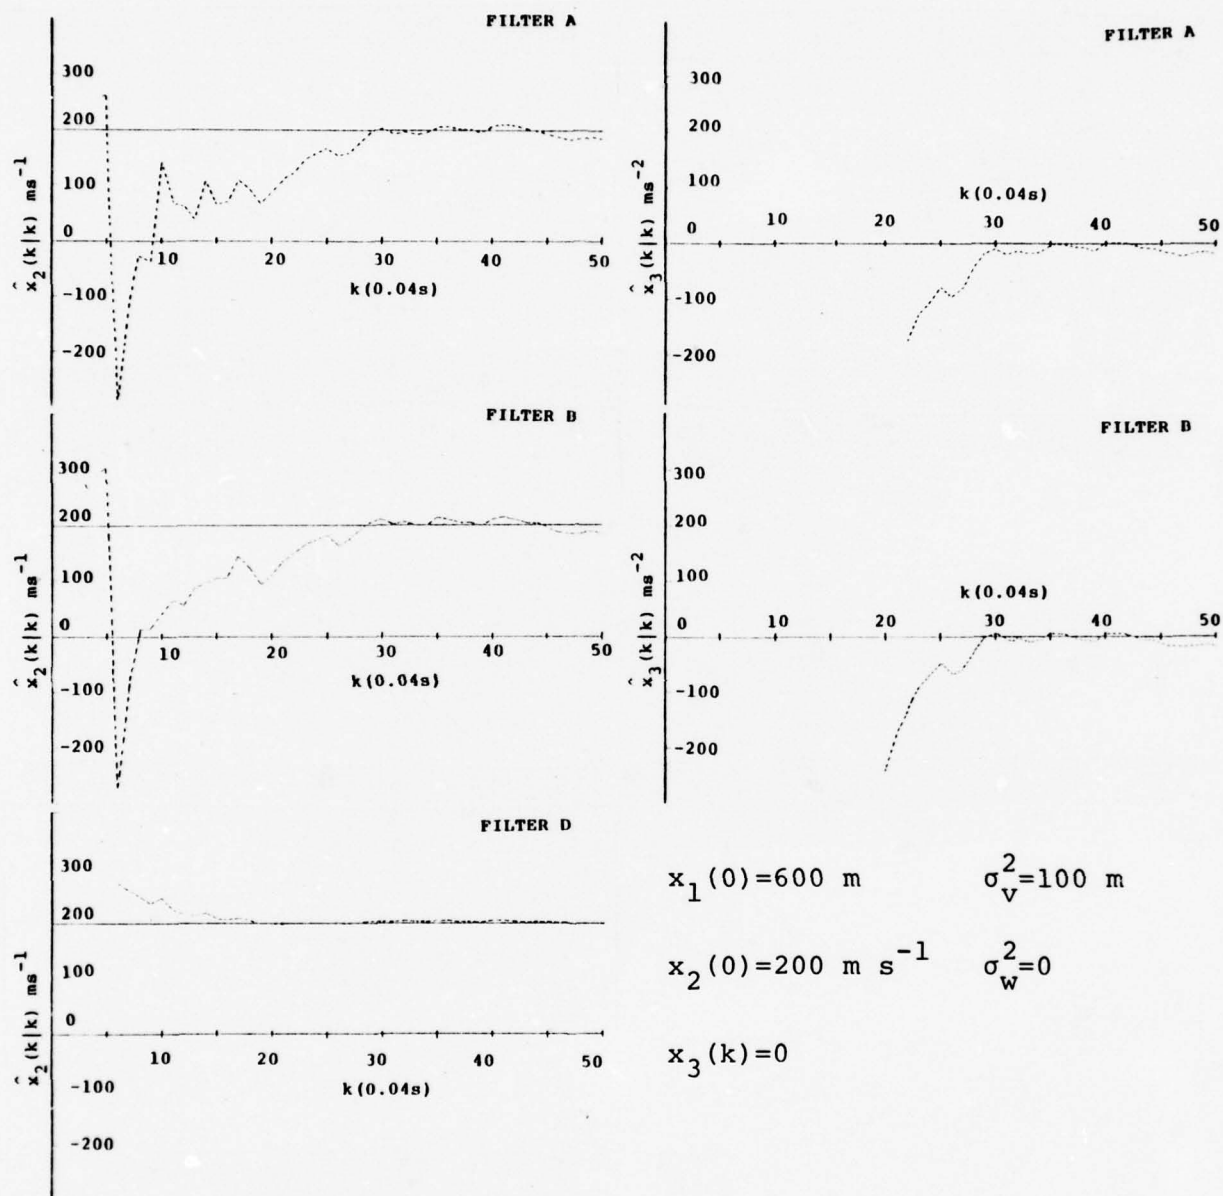 FILTER A
300
200
100
0
-100
-200
10 20 30 40 50
k(0.04s)
x̂₂(k|k) ms⁻¹
FILTER A
300
200
100
0
-100
-200
k(0.04s)
10 20 30 40 50
x̂₃(k|k) ms⁻²
FILTER B
300
200
100
0
-100
-200
10 20 30 40 50
k(0.04s)
x̂₂(k|k) ms⁻¹
FILTER B
300
200
100
0
-100
-200
k(0.04s)
10 20 30 40 50
x̂₃(k|k) ms⁻²
FILTER D
300
200
100
0
-100
-200
10 20 30 40 50
k(0.04s)
x̂₂(k|k) ms⁻¹
x₁(0)=600 m σᵥ²=100 m
x₂(0)=200 m s⁻¹ σ_w²=0
x₃(k)=0